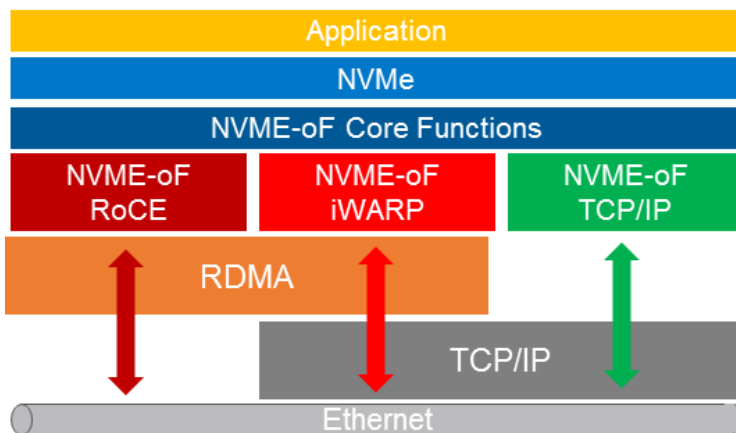 Application
NVMe
NVME-oF Core Functions
NVME-oF
RoCE
NVME-oF
iWARP
NVME-oF
TCP/IP
RDMA
TCP/IP
Ethernet